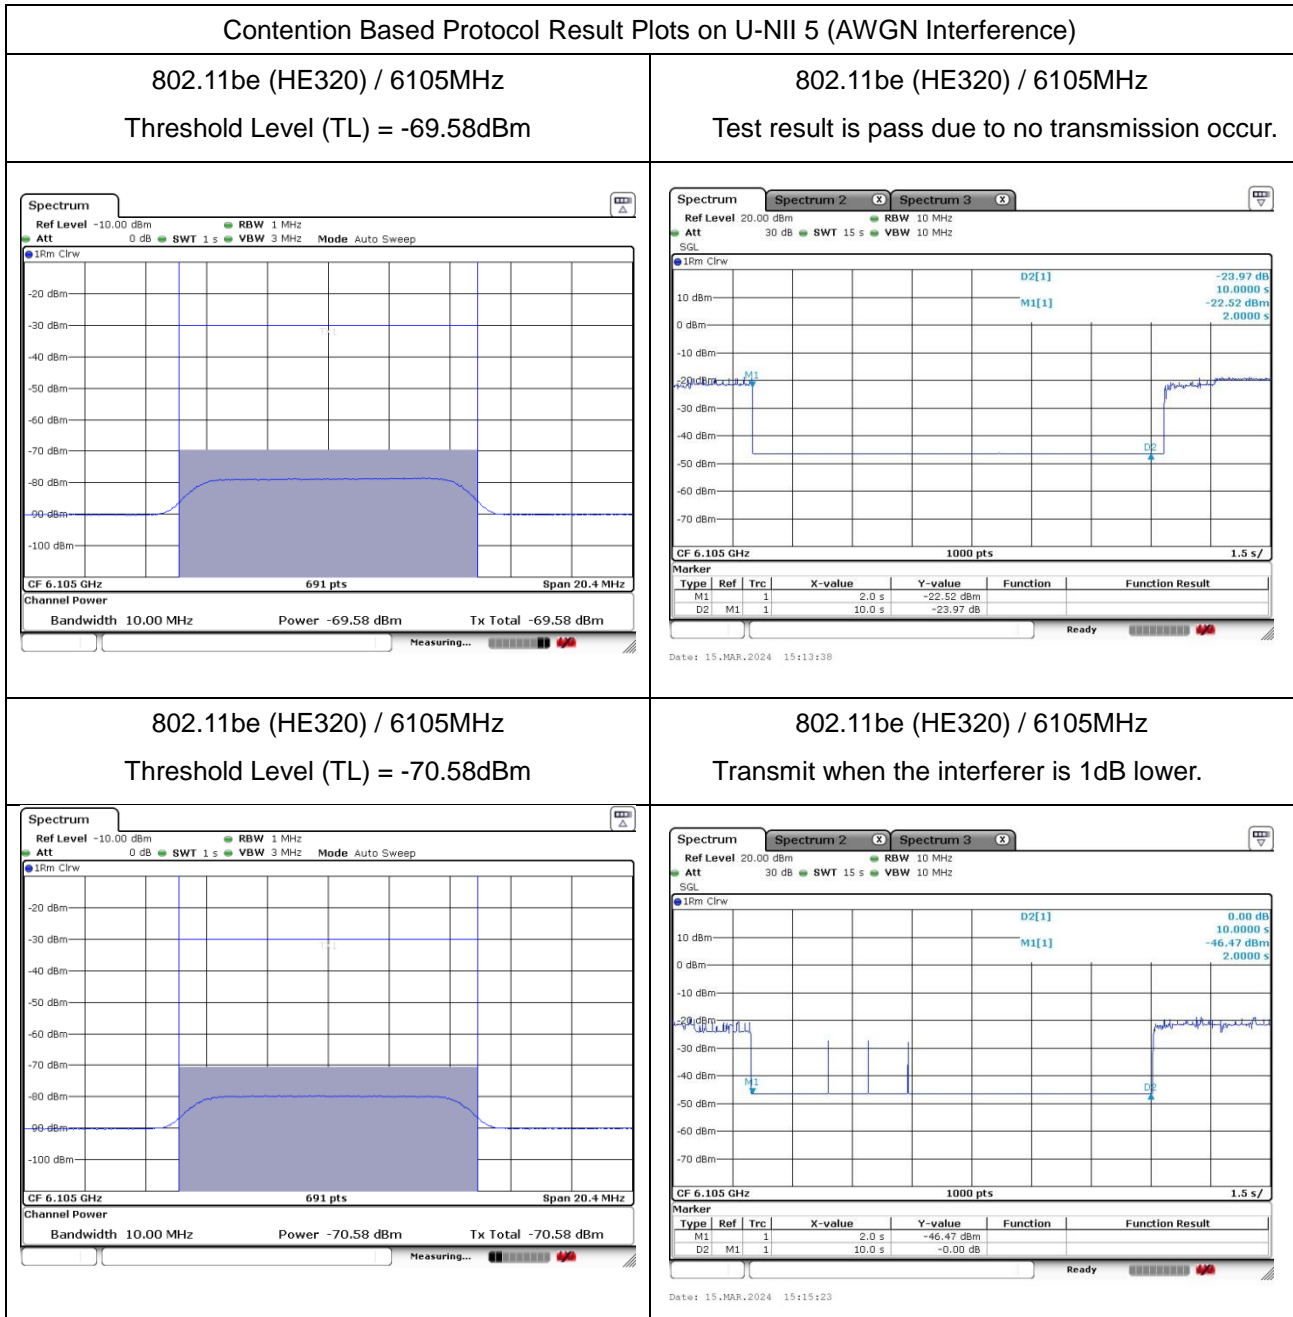 Contention Based Protocol Result Plots on U-NII 5 (AWGN Interference)
802.11be (HE320) / 6105MHz
Threshold Level (TL) = -69.58dBm
802.11be (HE320) / 6105MHz
Test result is pass due to no transmission occur.
Spectrum
Ref Level -10.00 dBm RBW 1 MHz
Att 0 dB SWT 1 s VBW 3 MHz Mode Auto Sweep
1Rm Clrw
-20 dBm
-30 dBm
-40 dBm
-50 dBm
-60 dBm
-70 dBm
-80 dBm
-90 dBm
-100 dBm
CF 6.105 GHz 691 pts Span 20.4 MHz
Channel Power
Bandwidth 10.00 MHz Power -69.58 dBm Tx Total -69.58 dBm
Measuring...
Spectrum Spectrum 2 X Spectrum 3 X
Ref Level 20.00 dBm RBW 10 MHz
Att 30 dB SWT 15 s VBW 10 MHz
SGL
1Rm Clrw
D2[1] -23.97 dB
10.0000 s
M1[1] -22.52 dBm
2.0000 s
10 dBm
0 dBm
-10 dBm
M1
-20 dBm
-30 dBm
-40 dBm
D2
-50 dBm
-60 dBm
-70 dBm
CF 6.105 GHz 1000 pts 1.5 s/
Marker
Type Ref Trc X-value Y-value Function Function Result
M1 1 2.0 s -22.52 dBm
D2 M1 1 10.0 s -23.97 dB
Ready
Date: 15.MAR.2024 15:13:38
802.11be (HE320) / 6105MHz
Threshold Level (TL) = -70.58dBm
802.11be (HE320) / 6105MHz
Transmit when the interferer is 1dB lower.
Spectrum
Ref Level -10.00 dBm RBW 1 MHz
Att 0 dB SWT 1 s VBW 3 MHz Mode Auto Sweep
1Rm Clrw
-20 dBm
-30 dBm
-40 dBm
-50 dBm
-60 dBm
-70 dBm
-80 dBm
-90 dBm
-100 dBm
CF 6.105 GHz 691 pts Span 20.4 MHz
Channel Power
Bandwidth 10.00 MHz Power -70.58 dBm Tx Total -70.58 dBm
Measuring...
Spectrum Spectrum 2 X Spectrum 3 X
Ref Level 20.00 dBm RBW 10 MHz
Att 30 dB SWT 15 s VBW 10 MHz
SGL
1Rm Clrw
D2[1] 0.00 dB
10.0000 s
M1[1] -46.47 dBm
2.0000 s
10 dBm
0 dBm
-10 dBm
-20 dBm
-30 dBm
-40 dBm
M1 D2
-50 dBm
-60 dBm
-70 dBm
CF 6.105 GHz 1000 pts 1.5 s/
Marker
Type Ref Trc X-value Y-value Function Function Result
M1 1 2.0 s -46.47 dBm
D2 M1 1 10.0 s -0.00 dB
Ready
Date: 15.MAR.2024 15:15:23